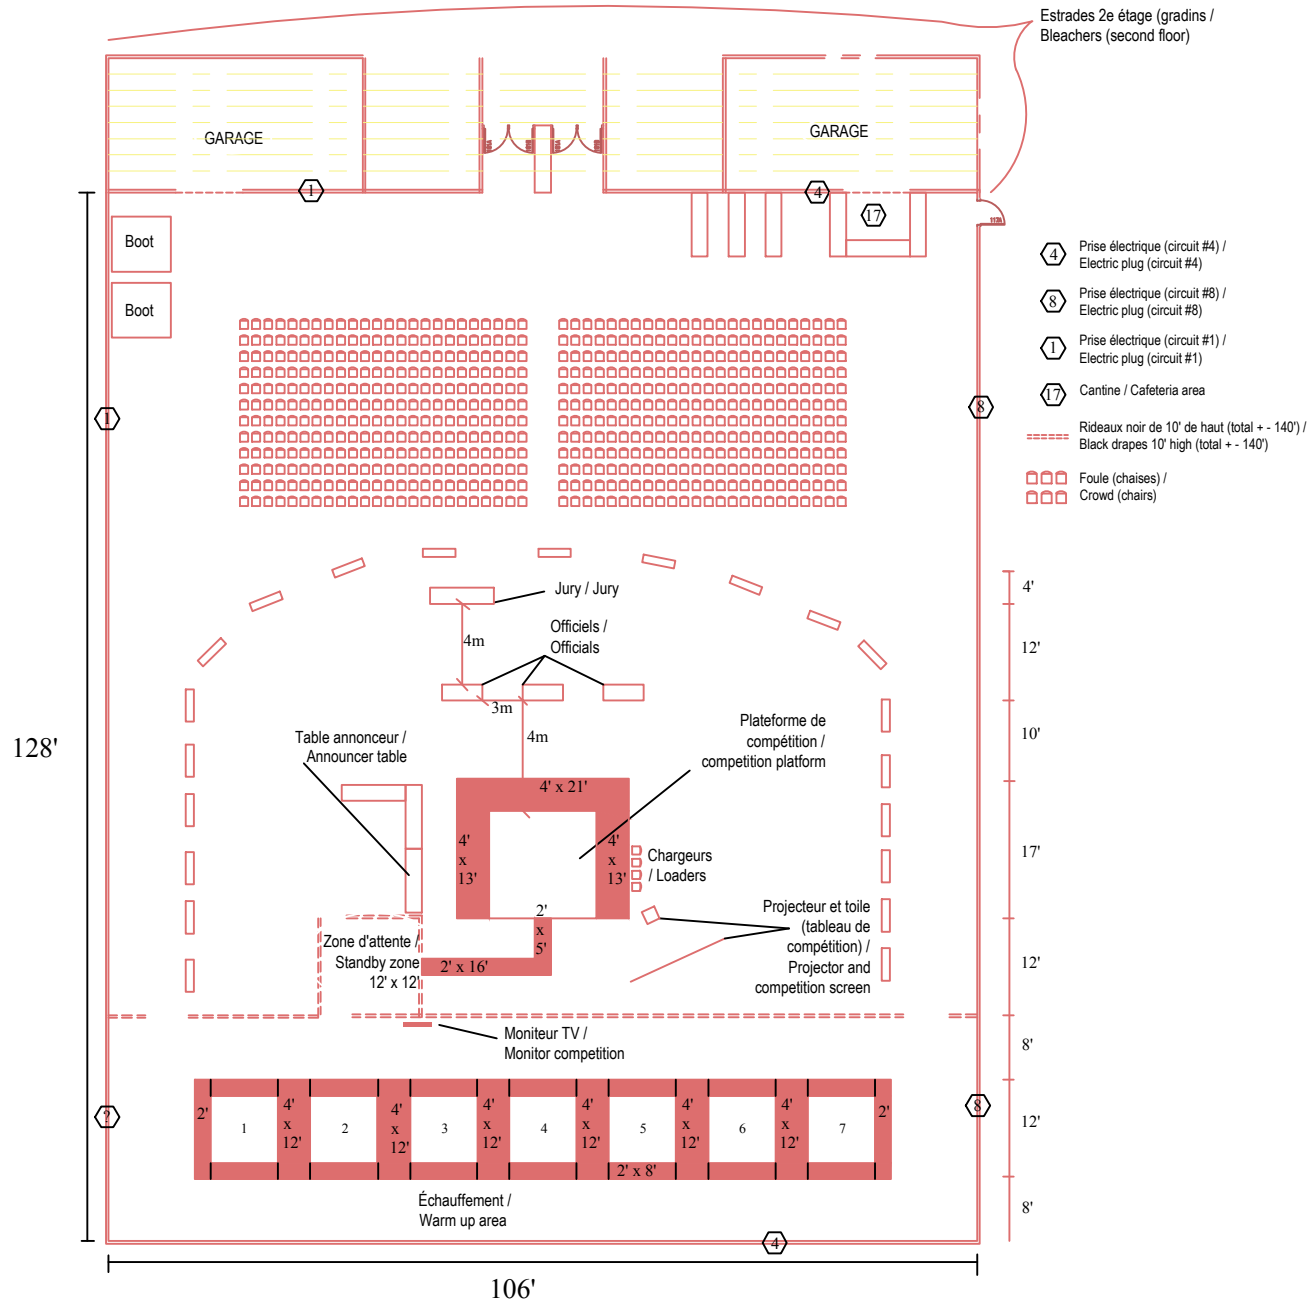 Estrades 2e étage (gradins /
Bleachers (second floor)
GARAGE
GARAGE
1
4
17
Boot
Boot
4
Prise électrique (circuit #4) /
Electric plug (circuit #4)
8
Prise électrique (circuit #8) /
Electric plug (circuit #8)
1
Prise électrique (circuit #1) /
Electric plug (circuit #1)
17
Cantine / Cafeteria area
Rideaux noir de 10' de haut (total + - 140') /
Black drapes 10' high (total + - 140')
Foule (chaises) /
Crowd (chairs)
1
8
Jury / Jury
4m
Officiels /
Officials
3m
4m
4'
12'
10'
17'
12'
8'
12'
8'
128'
Table annonceur /
Announcer table
Plateforme de
compétition /
competition platform
4' x 21'
4'
x
13'
4'
x
13'
Chargeurs
/ Loaders
2'
x
5'
2' x 16'
Zone d'attente /
Standby zone
12' x 12'
Projecteur et toile
(tableau de
compétition) /
Projector and
competition screen
Moniteur TV /
Monitor competition
?
8
2'
1
4'
x
12'
2
4'
x
12'
3
4'
x
12'
4
4'
x
12'
5
4'
x
12'
6
4'
x
12'
7
2'
2' x 8'
Échauffement /
Warm up area
4
106'